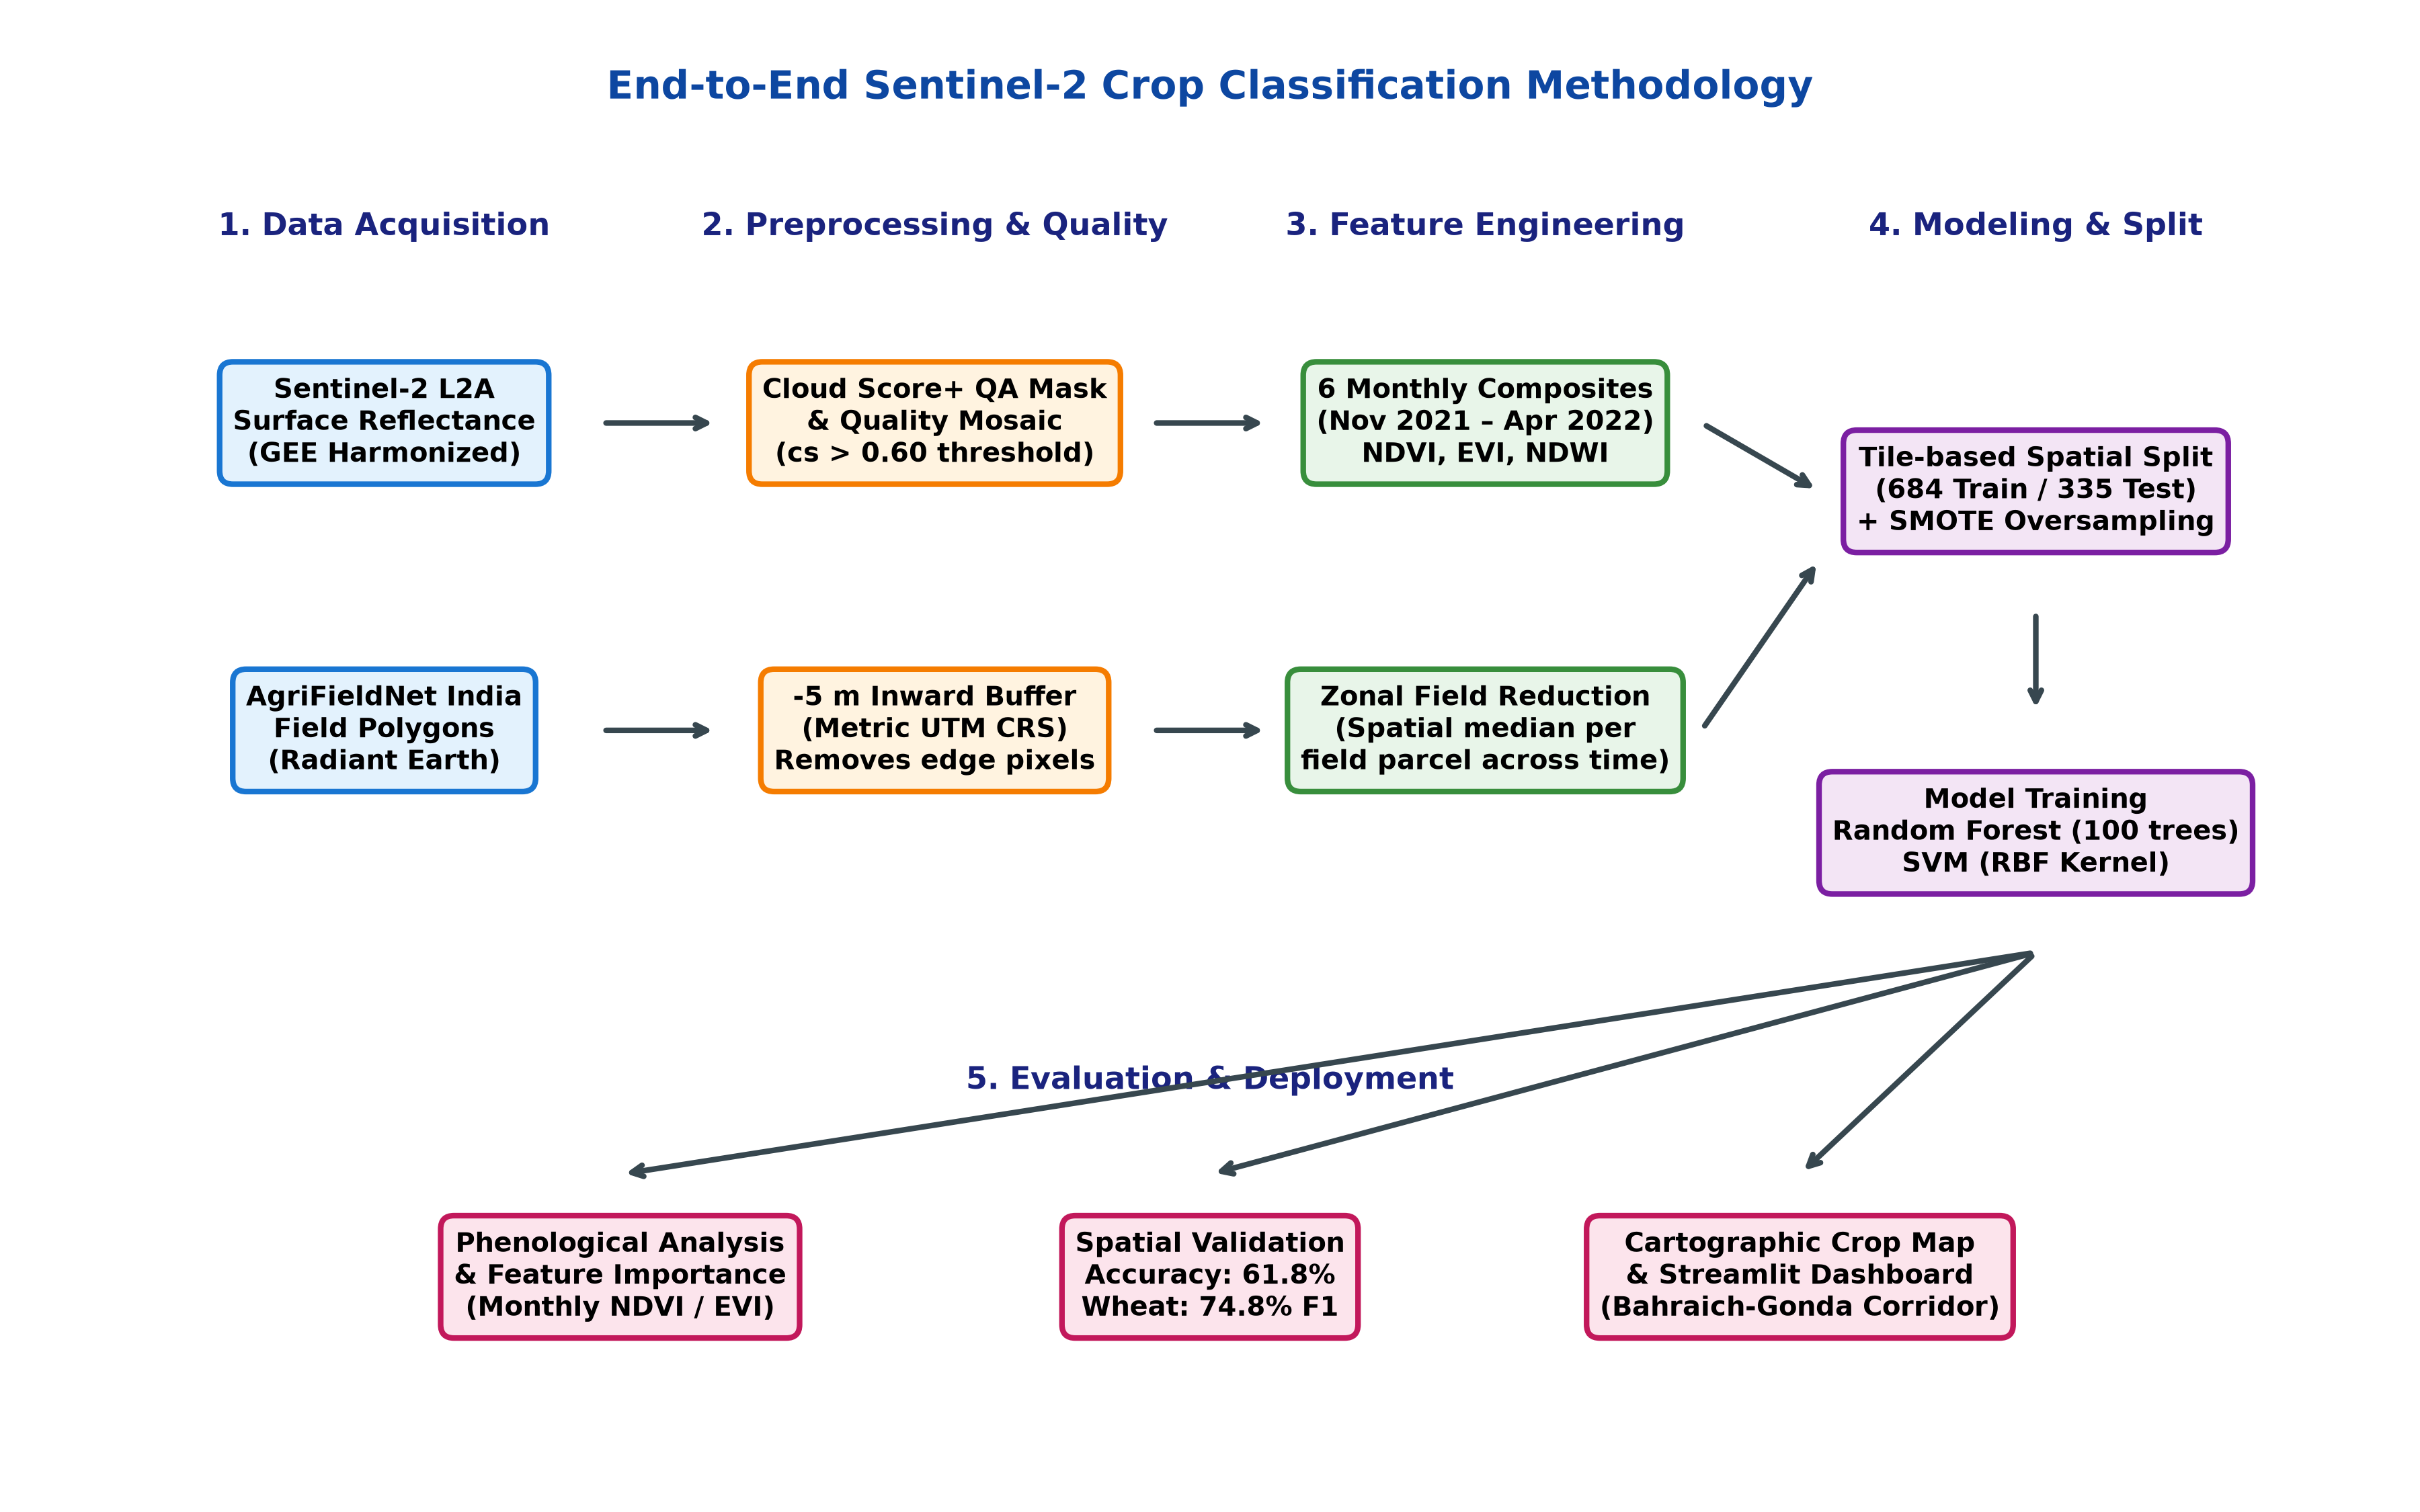 End-to-End Sentinel-2 Crop Classification Methodology
1. Data Acquisition
2. Preprocessing & Quality
3. Feature Engineering
4. Modeling & Split
Sentinel-2 L2A
Surface Reflectance
(GEE Harmonized)
Cloud Score+ QA Mask
& Quality Mosaic
(cs > 0.60 threshold)
6 Monthly Composites
(Nov 2021 – Apr 2022)
NDVI, EVI, NDWI
Tile-based Spatial Split
(684 Train / 335 Test)
+ SMOTE Oversampling
AgriFieldNet India
Field Polygons
(Radiant Earth)
-5 m Inward Buffer
(Metric UTM CRS)
Removes edge pixels
Zonal Field Reduction
(Spatial median per
field parcel across time)
Model Training
Random Forest (100 trees)
SVM (RBF Kernel)
5. Evaluation & Deployment
Phenological Analysis
& Feature Importance
(Monthly NDVI / EVI)
Spatial Validation
Accuracy: 61.8%
Wheat: 74.8% F1
Cartographic Crop Map
& Streamlit Dashboard
(Bahraich-Gonda Corridor)